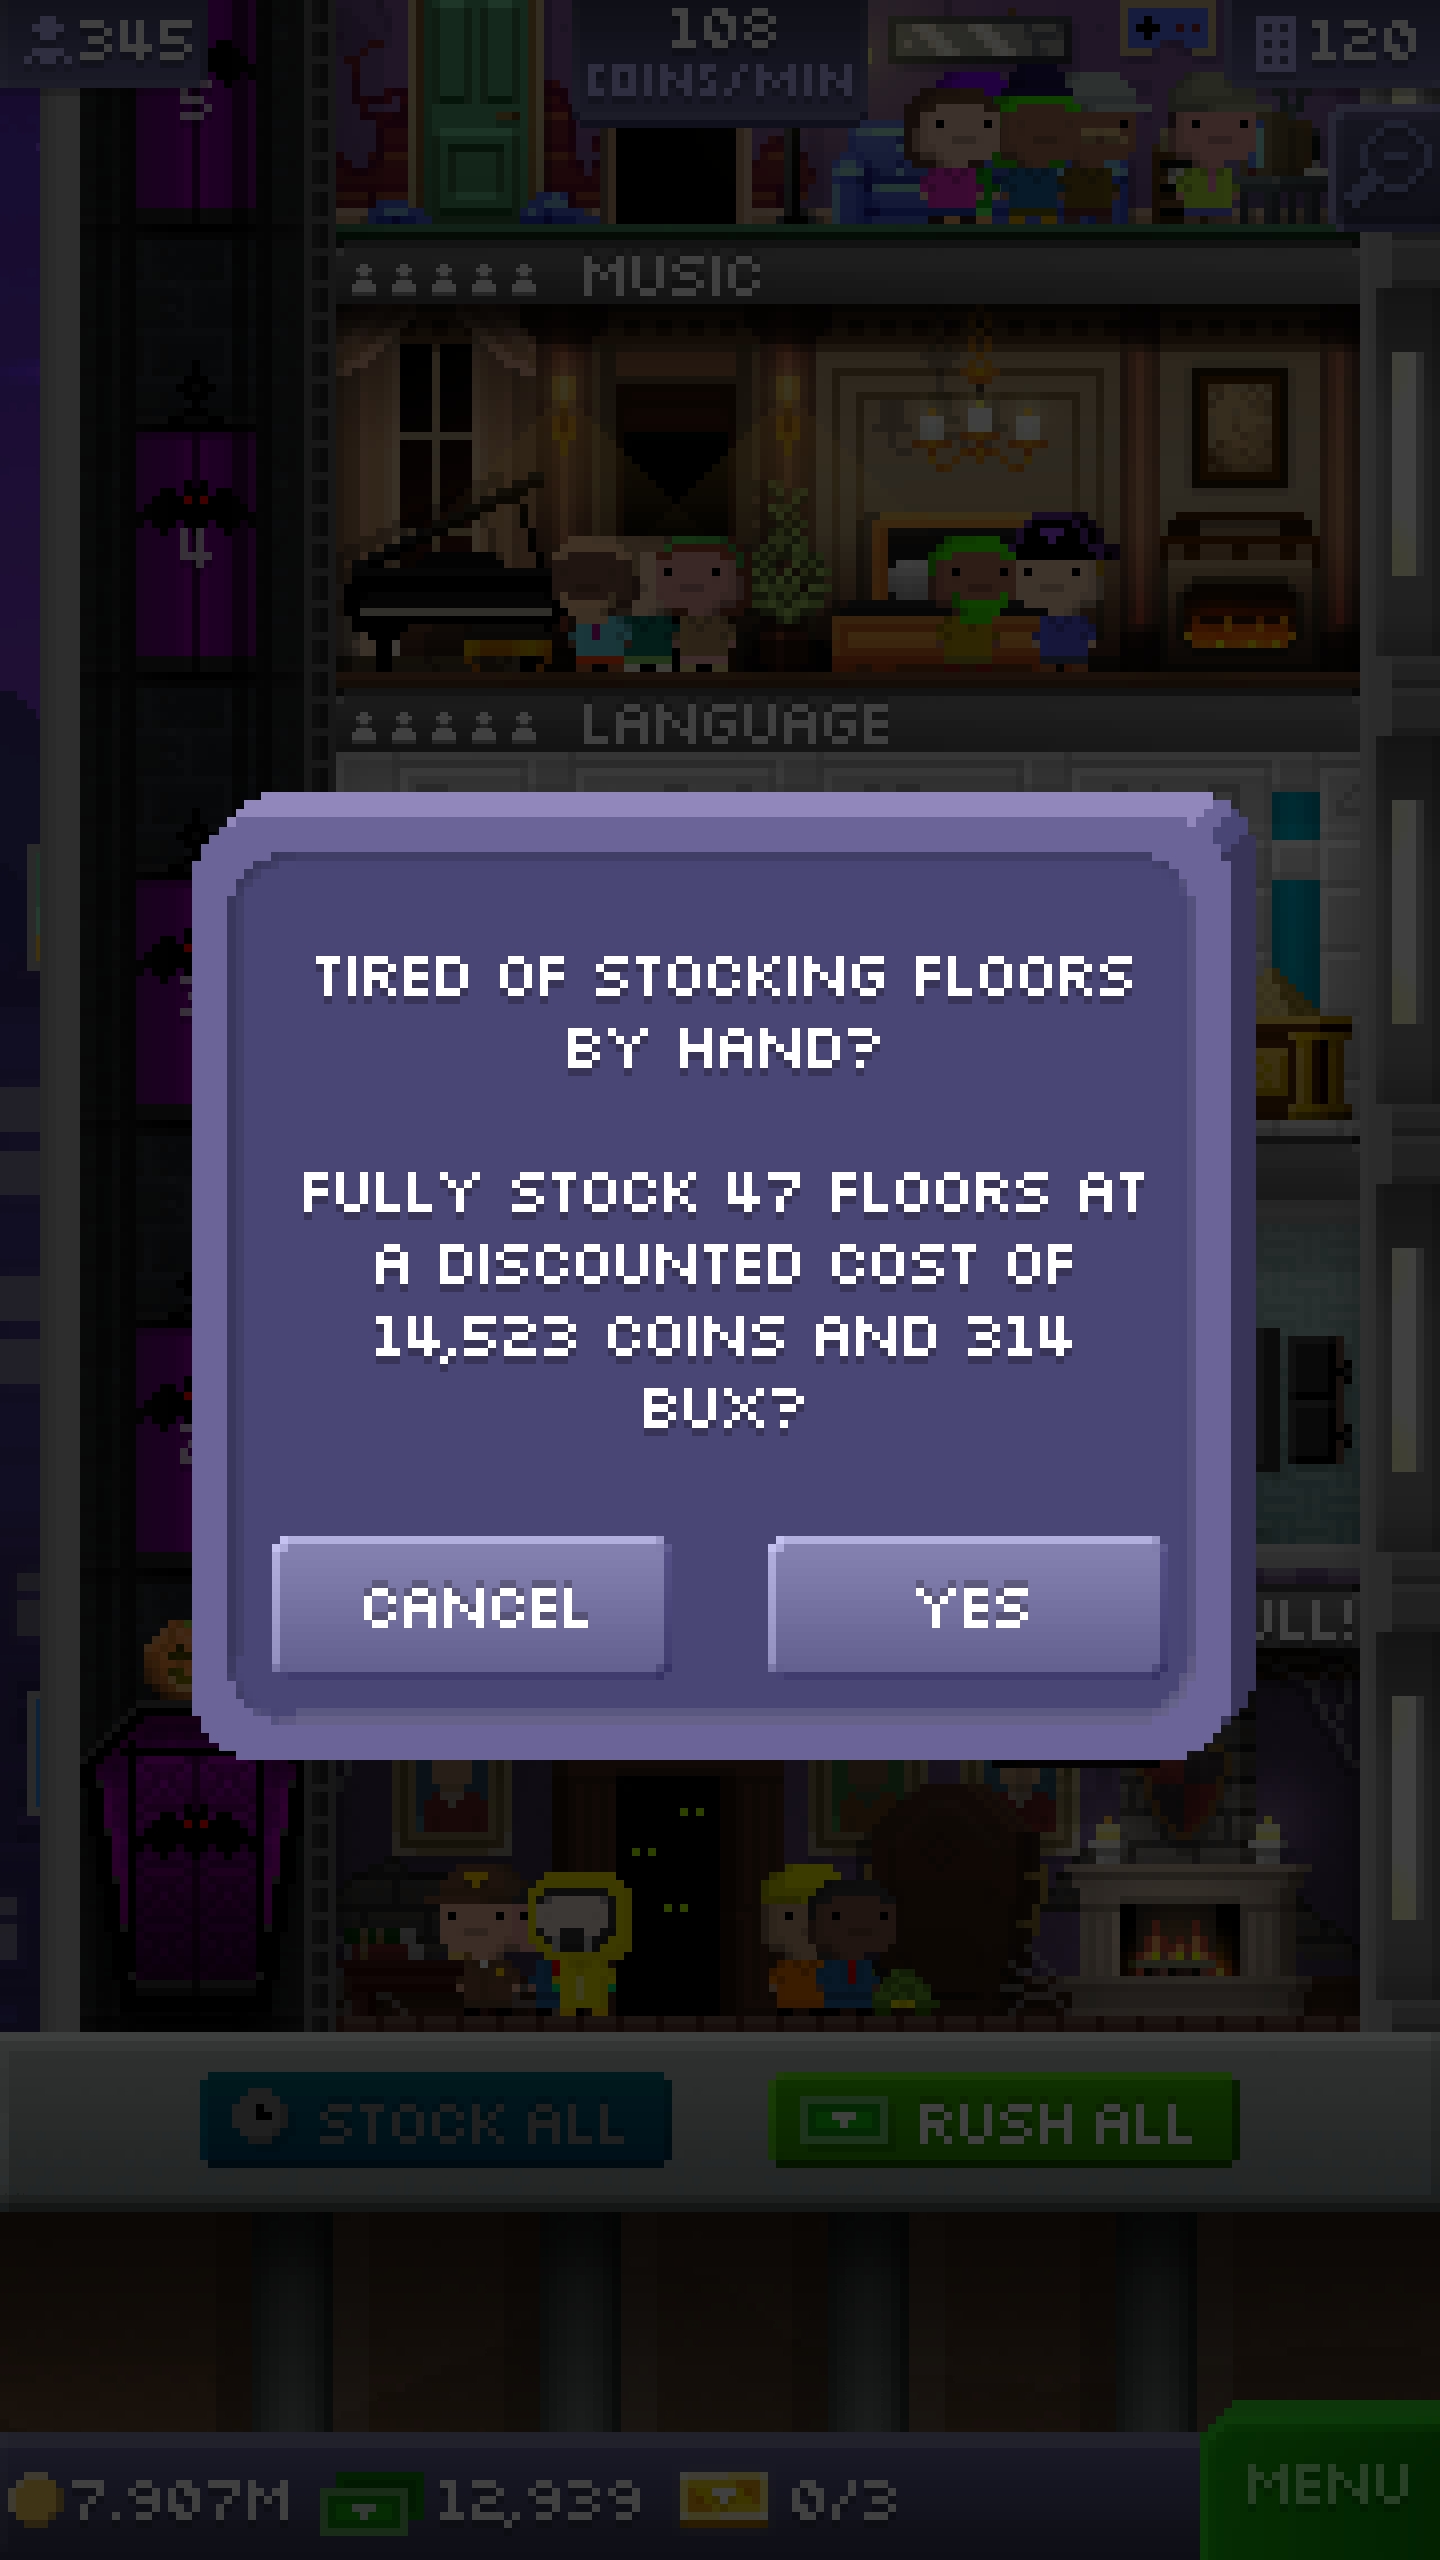 345
108
COINS/MIN
120
5
MUSIC
4
LANGUAGE
TIRED OF STOCKING FLOORS
BY HAND?
FULLY STOCK 47 FLOORS AT
A DISCOUNTED COST OF
14,523 COINS AND 314
BUX?
CANCEL
YES
STOCK ALL
RUSH ALL
7.907M
12,939
0/3
MENU